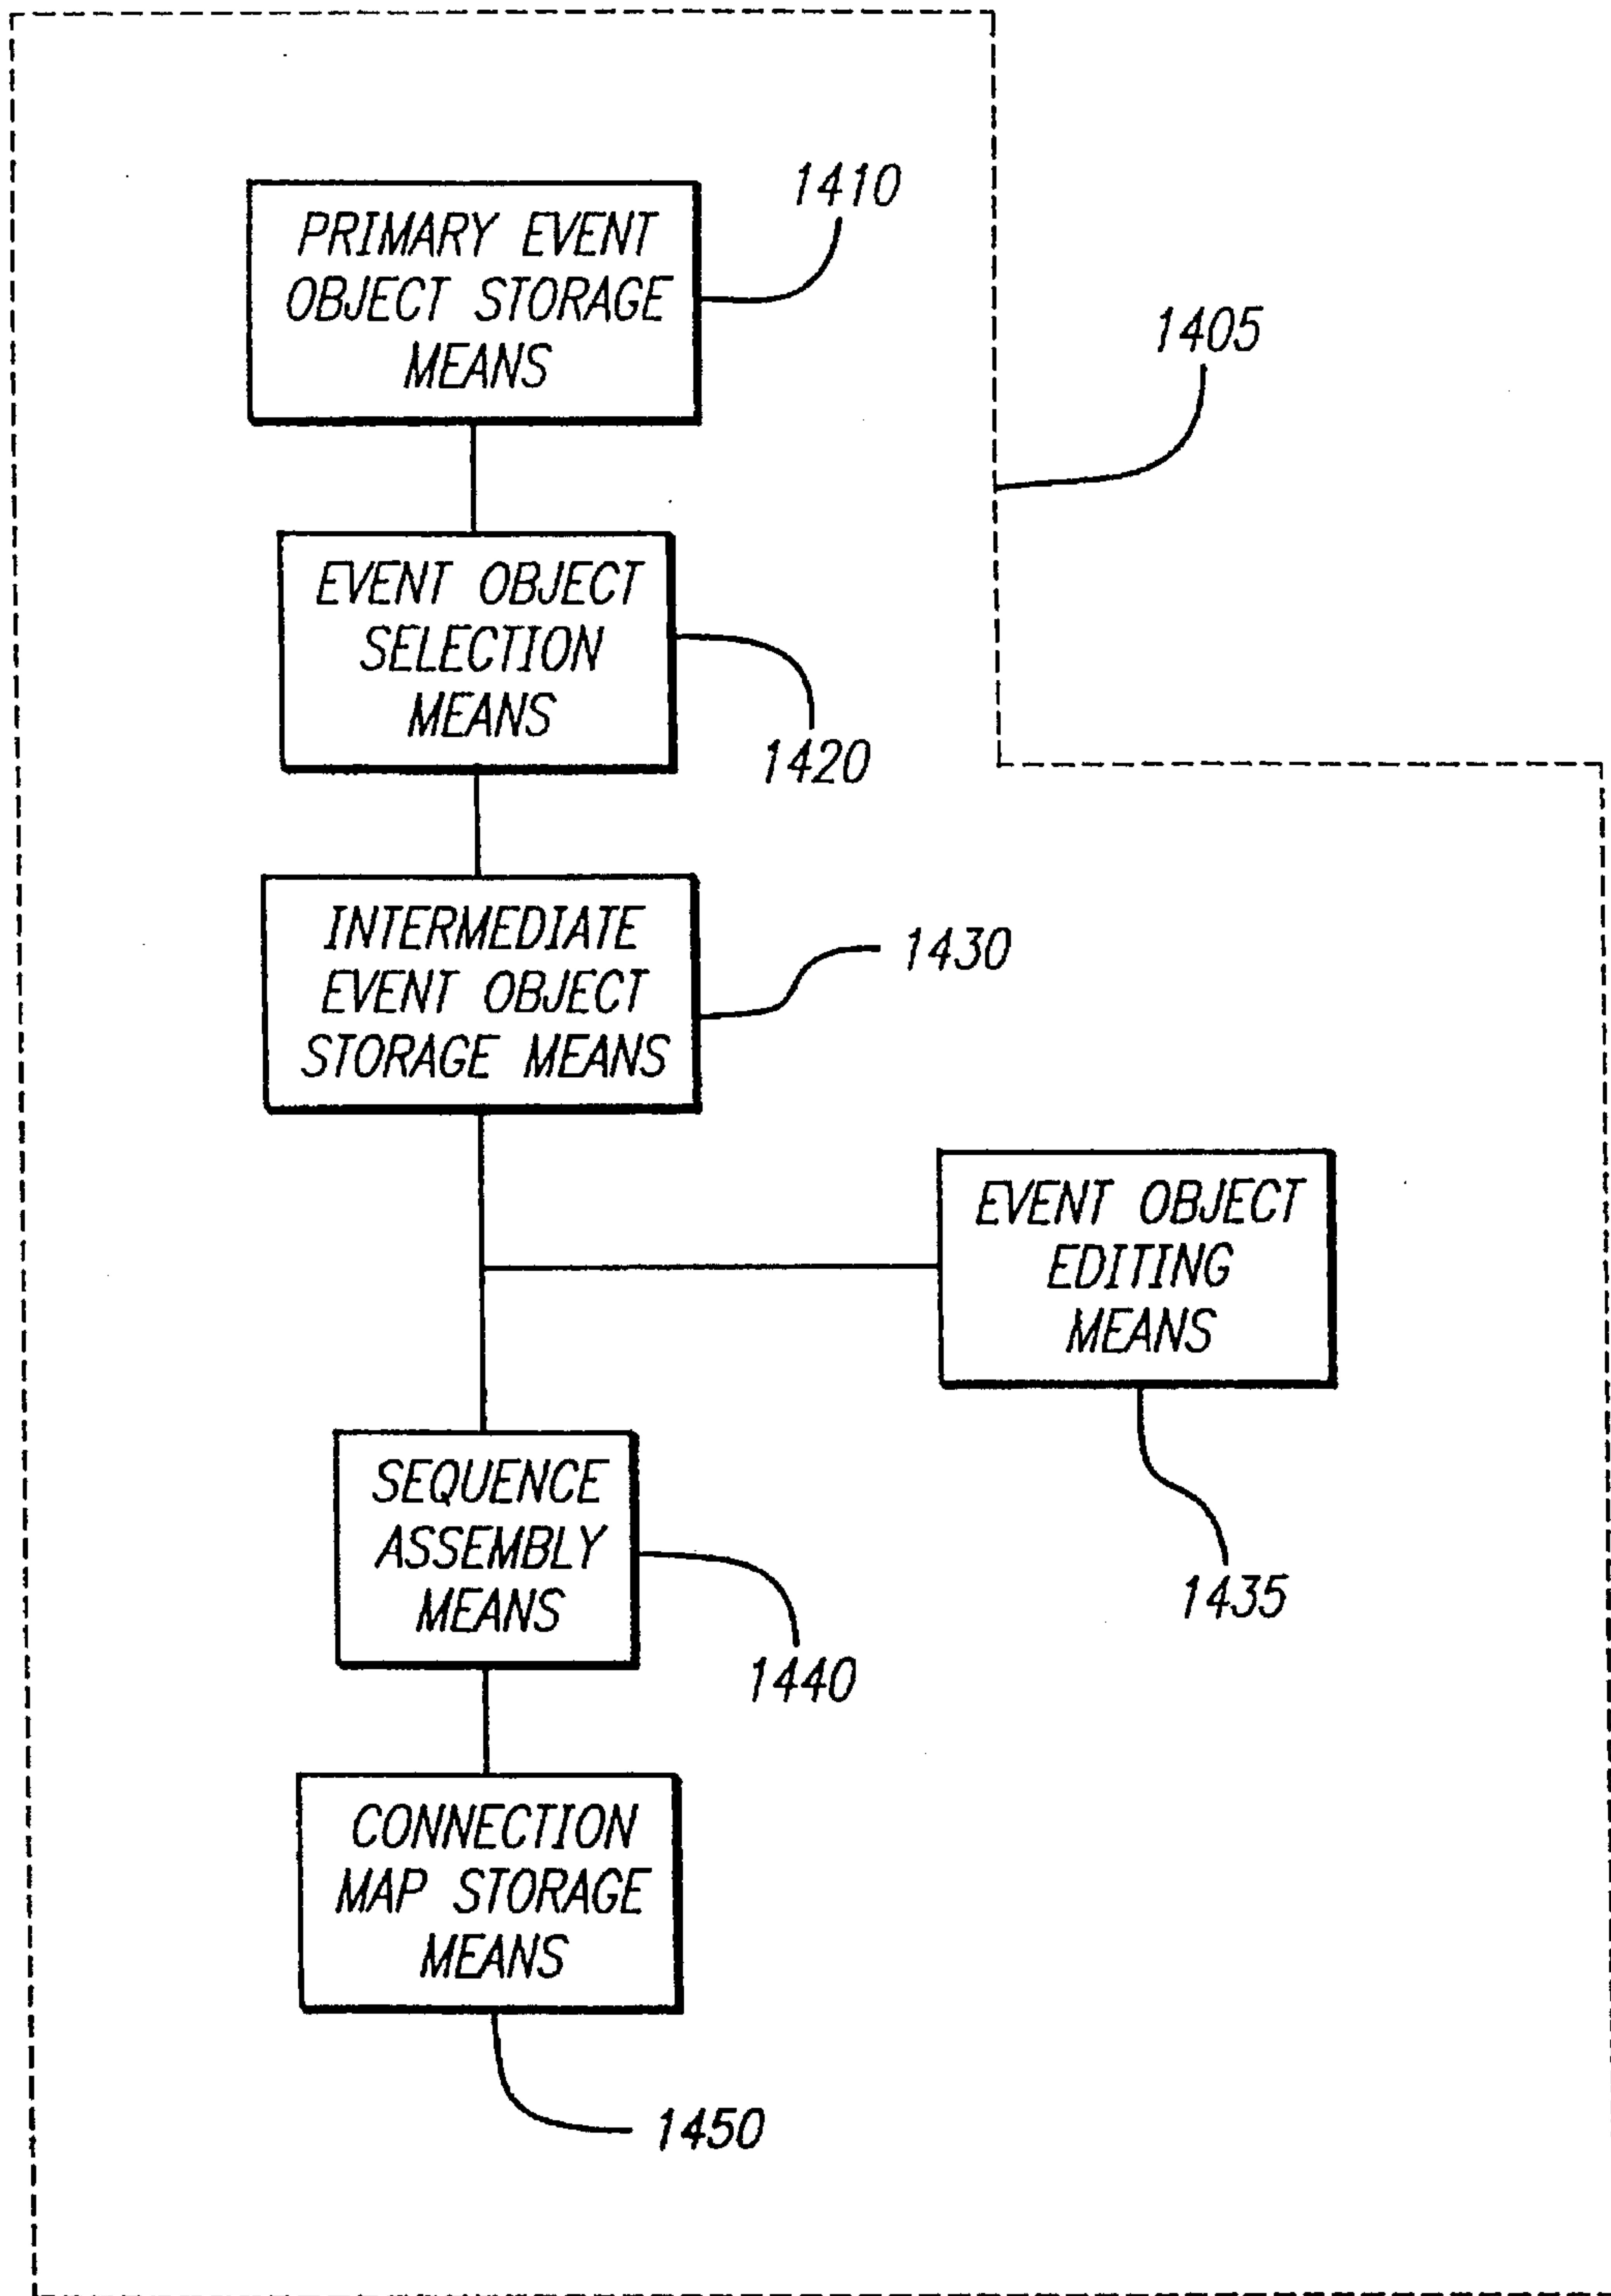 1410
PRIMARY EVENT
OBJECT STORAGE
MEANS
1405
EVENT OBJECT
SELECTION
MEANS
1420
INTERMEDIATE
EVENT OBJECT
STORAGE MEANS
1430
EVENT OBJECT
EDITING
MEANS
1435
SEQUENCE
ASSEMBLY
MEANS
1440
CONNECTION
MAP STORAGE
MEANS
1450